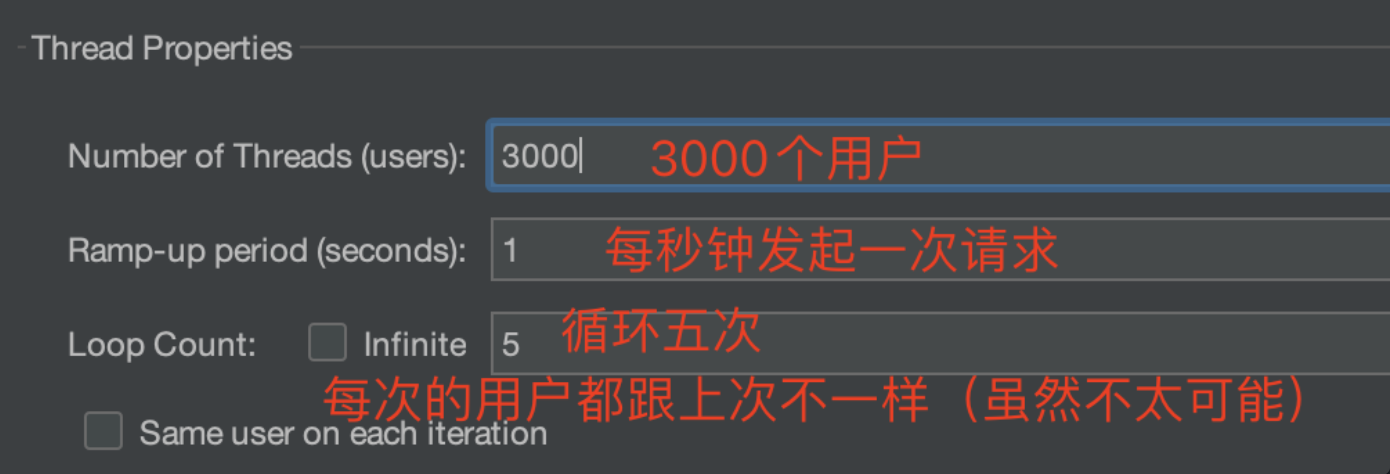 Thread Properties
Number of Threads (users): 3000 3000个用户
Ramp-up period (seconds): 1 每秒钟发起一次请求
Loop Count: Infinite 5 循环五次
每次的用户都跟上次不一样（虽然不太可能）
Same user on each iteration